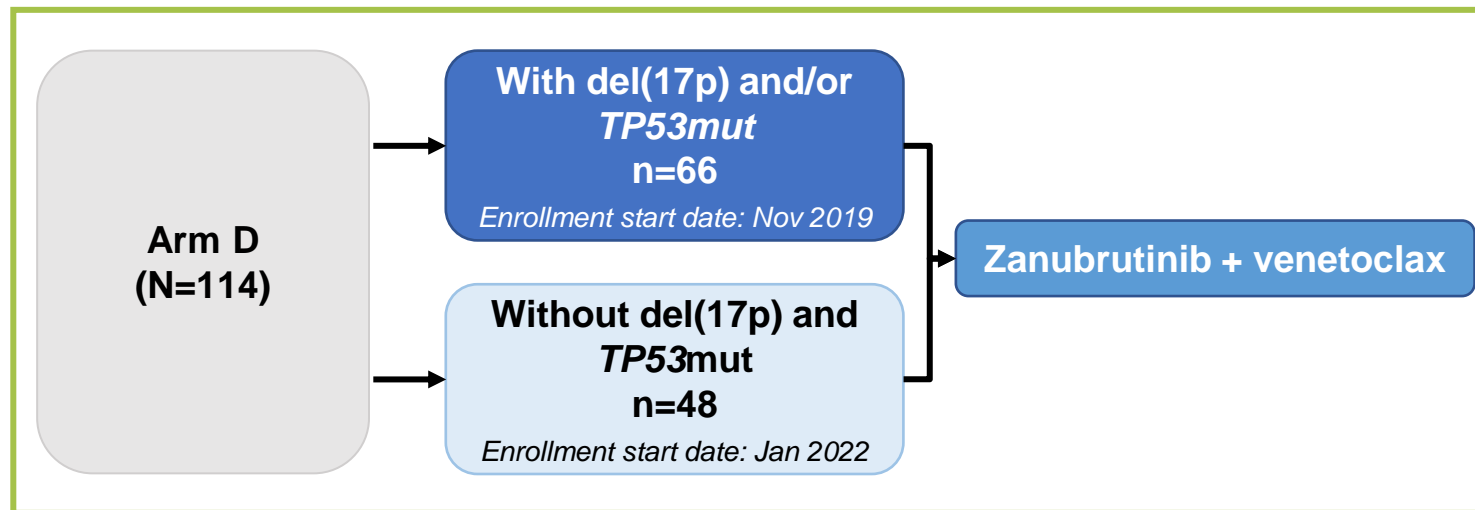 Arm D
(N=114)
With del(17p) and/or
TP53mut
n=66
Enrollment start date: Nov 2019
Without del(17p) and
TP53mut
n=48
Enrollment start date: Jan 2022
Zanubrutinib + venetoclax